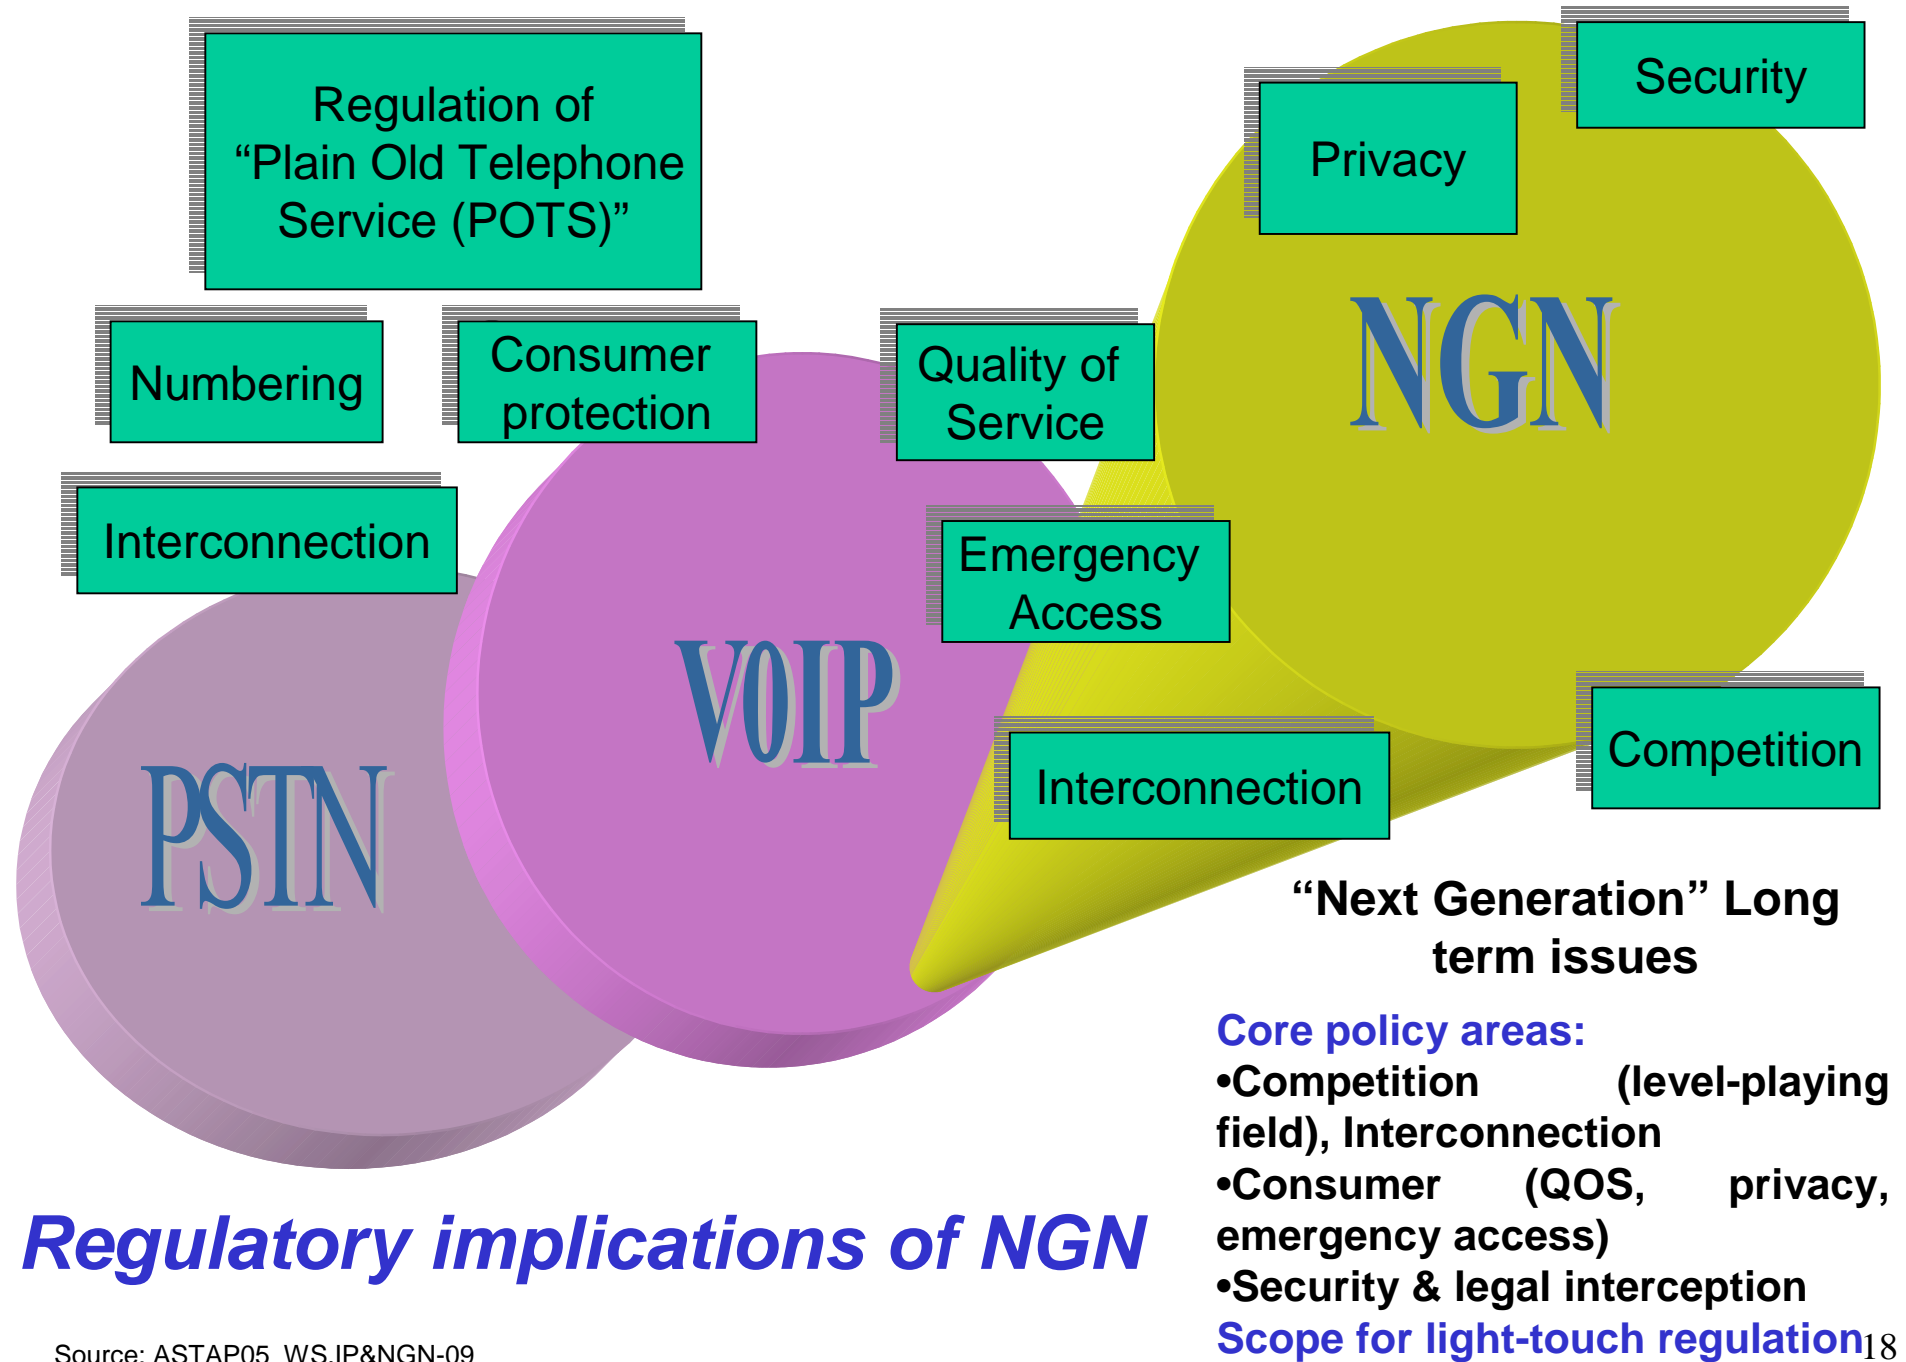 Regulation of
“Plain Old Telephone
Service (POTS)”
Security
Privacy
NGN
Numbering
Consumer
protection
Quality of
Service
Interconnection
Emergency
Access
VOIP
PSTN
Interconnection
Competition
“Next Generation” Long
term issues
Core policy areas:
•Competition (level-playing
field), Interconnection
•Consumer (QOS, privacy,
emergency access)
•Security & legal interception
Scope for light-touch regulation
Regulatory implications of NGN
Source: ASTAP05_WS.IP&NGN-09
18